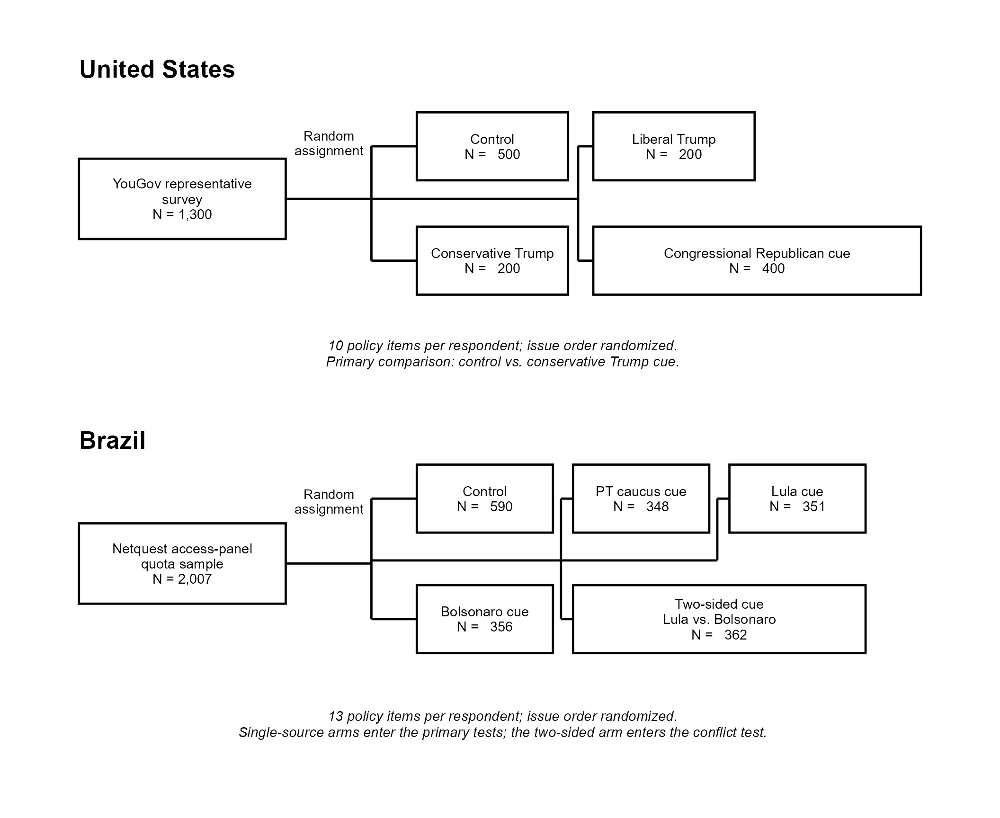 United States
Random
assignment
Control
N = 500
Liberal Trump
N = 200
YouGov representative
survey
N = 1,300
Conservative Trump
N = 200
Congressional Republican cue
N = 400
10 policy items per respondent; issue order randomized.
Primary comparison: control vs. conservative Trump cue.
Brazil
Random
assignment
Control
N = 590
PT caucus cue
N = 348
Lula cue
N = 351
Netquest access-panel
quota sample
N = 2,007
Bolsonaro cue
N = 356
Two-sided cue
Lula vs. Bolsonaro
N = 362
13 policy items per respondent; issue order randomized.
Single-source arms enter the primary tests; the two-sided arm enters the conflict test.